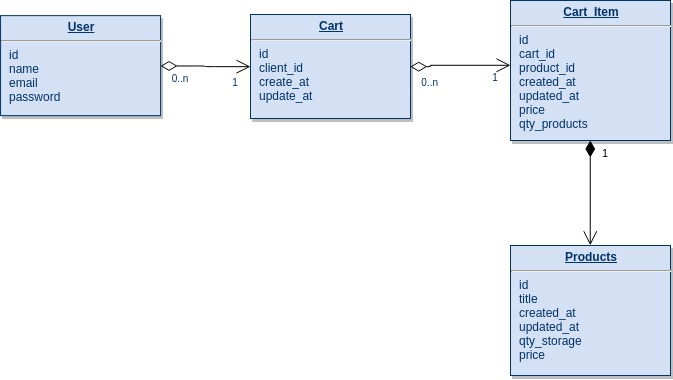 User
id
name
email
password
0..n
1
Cart
id
client_id
create_at
update_at
0..n
1
Cart_Item
id
cart_id
product_id
created_at
updated_at
price
qty_products
1
Products
id
title
created_at
updated_at
qty_storage
price